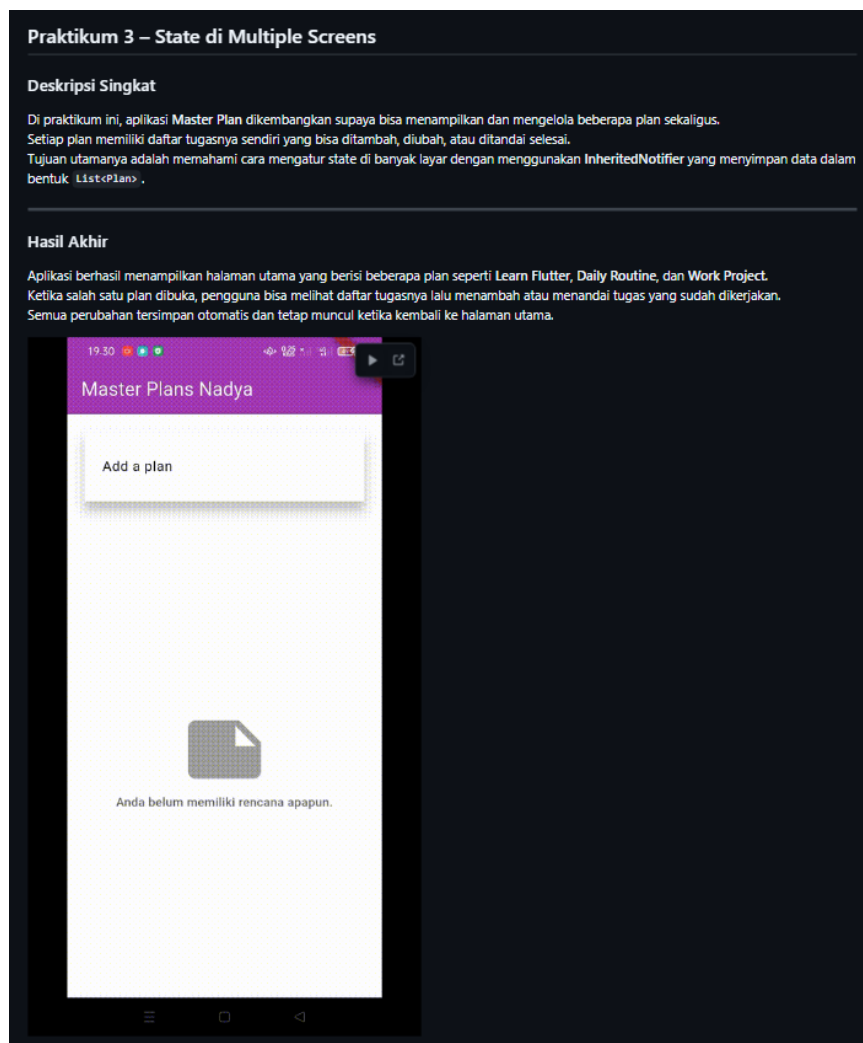 Praktikum 3 – State di Multiple Screens
Deskripsi Singkat
Di praktikum ini, aplikasi Master Plan dikembangkan supaya bisa menampilkan dan mengelola beberapa plan sekaligus.
Setiap plan memiliki daftar tugasnya sendiri yang bisa ditambah, diubah, atau ditandai selesai.
Tujuan utamanya adalah memahami cara mengatur state di banyak layar dengan menggunakan InheritedNotifier yang menyimpan data dalam
bentuk List<Plan> .
Hasil Akhir
Aplikasi berhasil menampilkan halaman utama yang berisi beberapa plan seperti Learn Flutter, Daily Routine, dan Work Project.
Ketika salah satu plan dibuka, pengguna bisa melihat daftar tugasnya lalu menambah atau menandai tugas yang sudah dikerjakan.
Semua perubahan tersimpan otomatis dan tetap muncul ketika kembali ke halaman utama.
19.30
Master Plans Nadya
Add a plan
Anda belum memiliki rencana apapun.